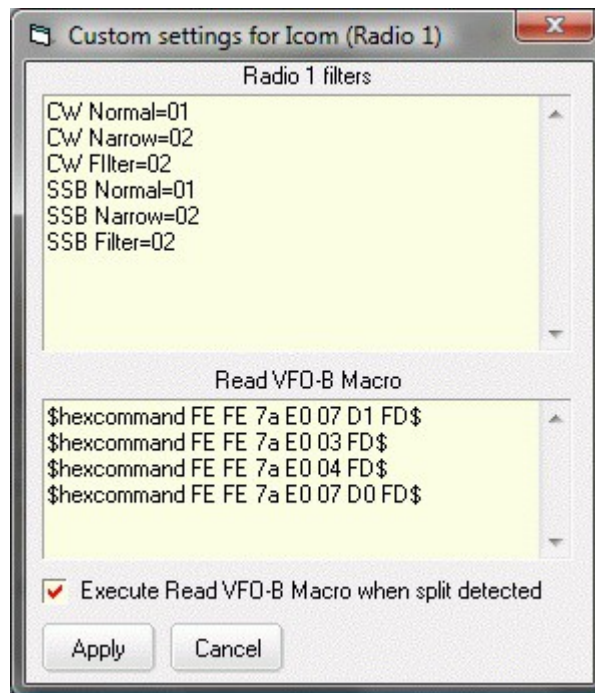 Custom settings for Icom (Radio 1)
Radio 1 filters
CW Normal=01
CW Narrow=02
CW FIlter=02
SSB Normal=01
SSB Narrow=02
SSB Filter=02
Read VFO-B Macro
$hexcommand FE FE 7a E0 07 D1 FD$
$hexcommand FE FE 7a E0 03 FD$
$hexcommand FE FE 7a E0 04 FD$
$hexcommand FE FE 7a E0 07 D0 FD$
Execute Read VFO-B Macro when split detected
Apply Cancel